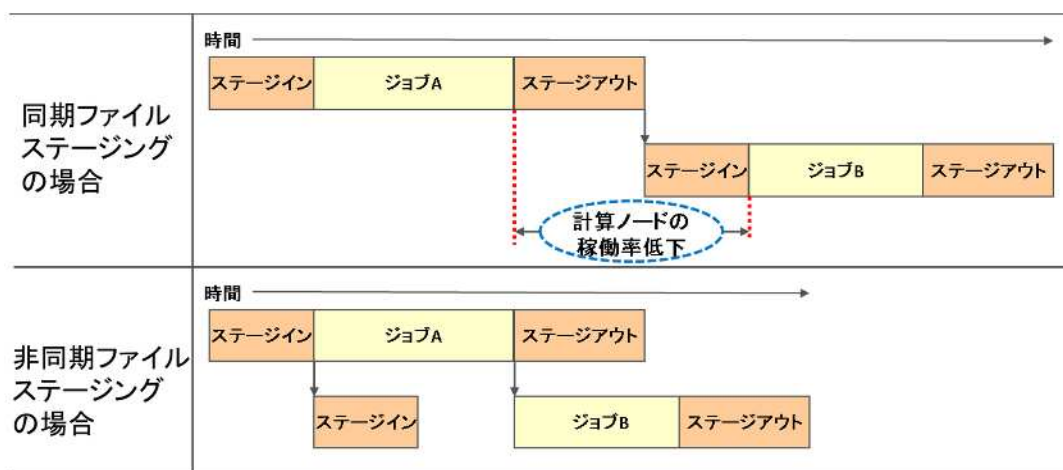 同期ファイル
ステージング
の場合
時間
ステージイン
ジョブA
ステージアウト
ステージイン
ジョブB
ステージアウト
計算ノードの
稼働率低下
非同期ファイル
ステージング
の場合
時間
ステージイン
ジョブA
ステージアウト
ステージイン
ジョブB
ステージアウト